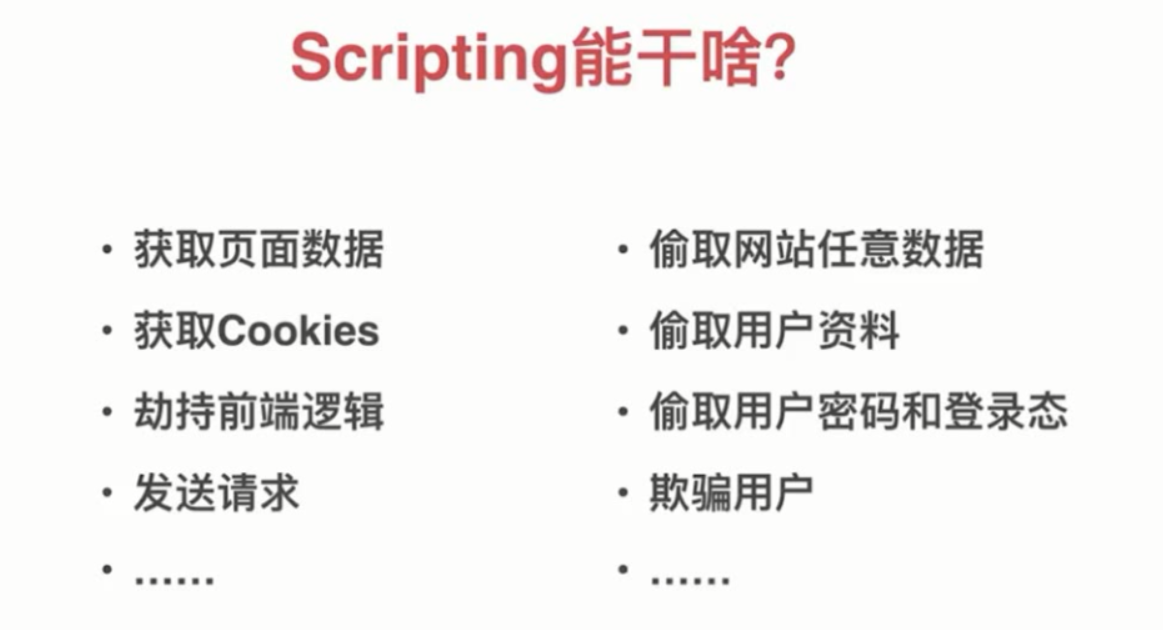 Scripting能干啥?
• 获取页面数据
• 获取Cookies
• 劫持前端逻辑
• 发送请求
• ......
• 偷取网站任意数据
• 偷取用户资料
• 偷取用户密码和登录态
• 欺骗用户
• ......